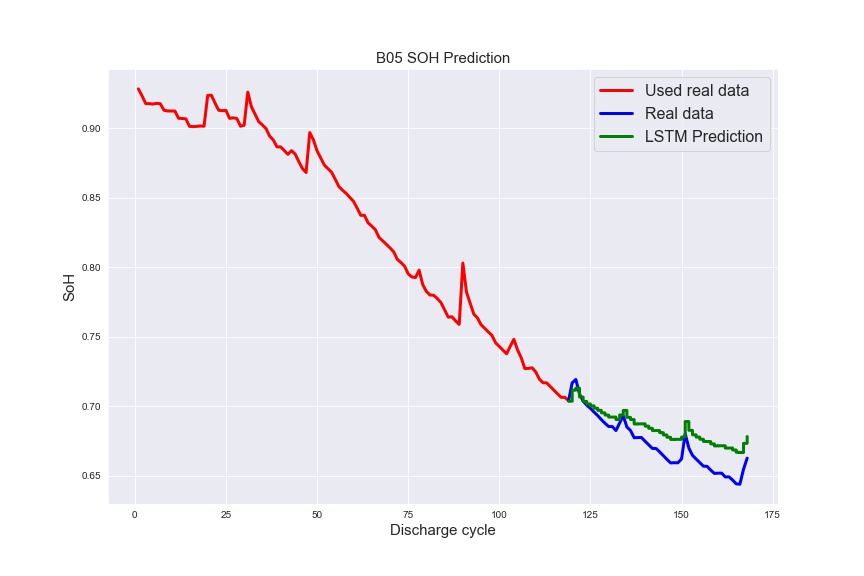 B05 SOH Prediction
Used real data
Real data
LSTM Prediction
SoH
0.90
0.85
0.80
0.75
0.70
0.65
0 25 50 75 100 125 150 175
Discharge cycle